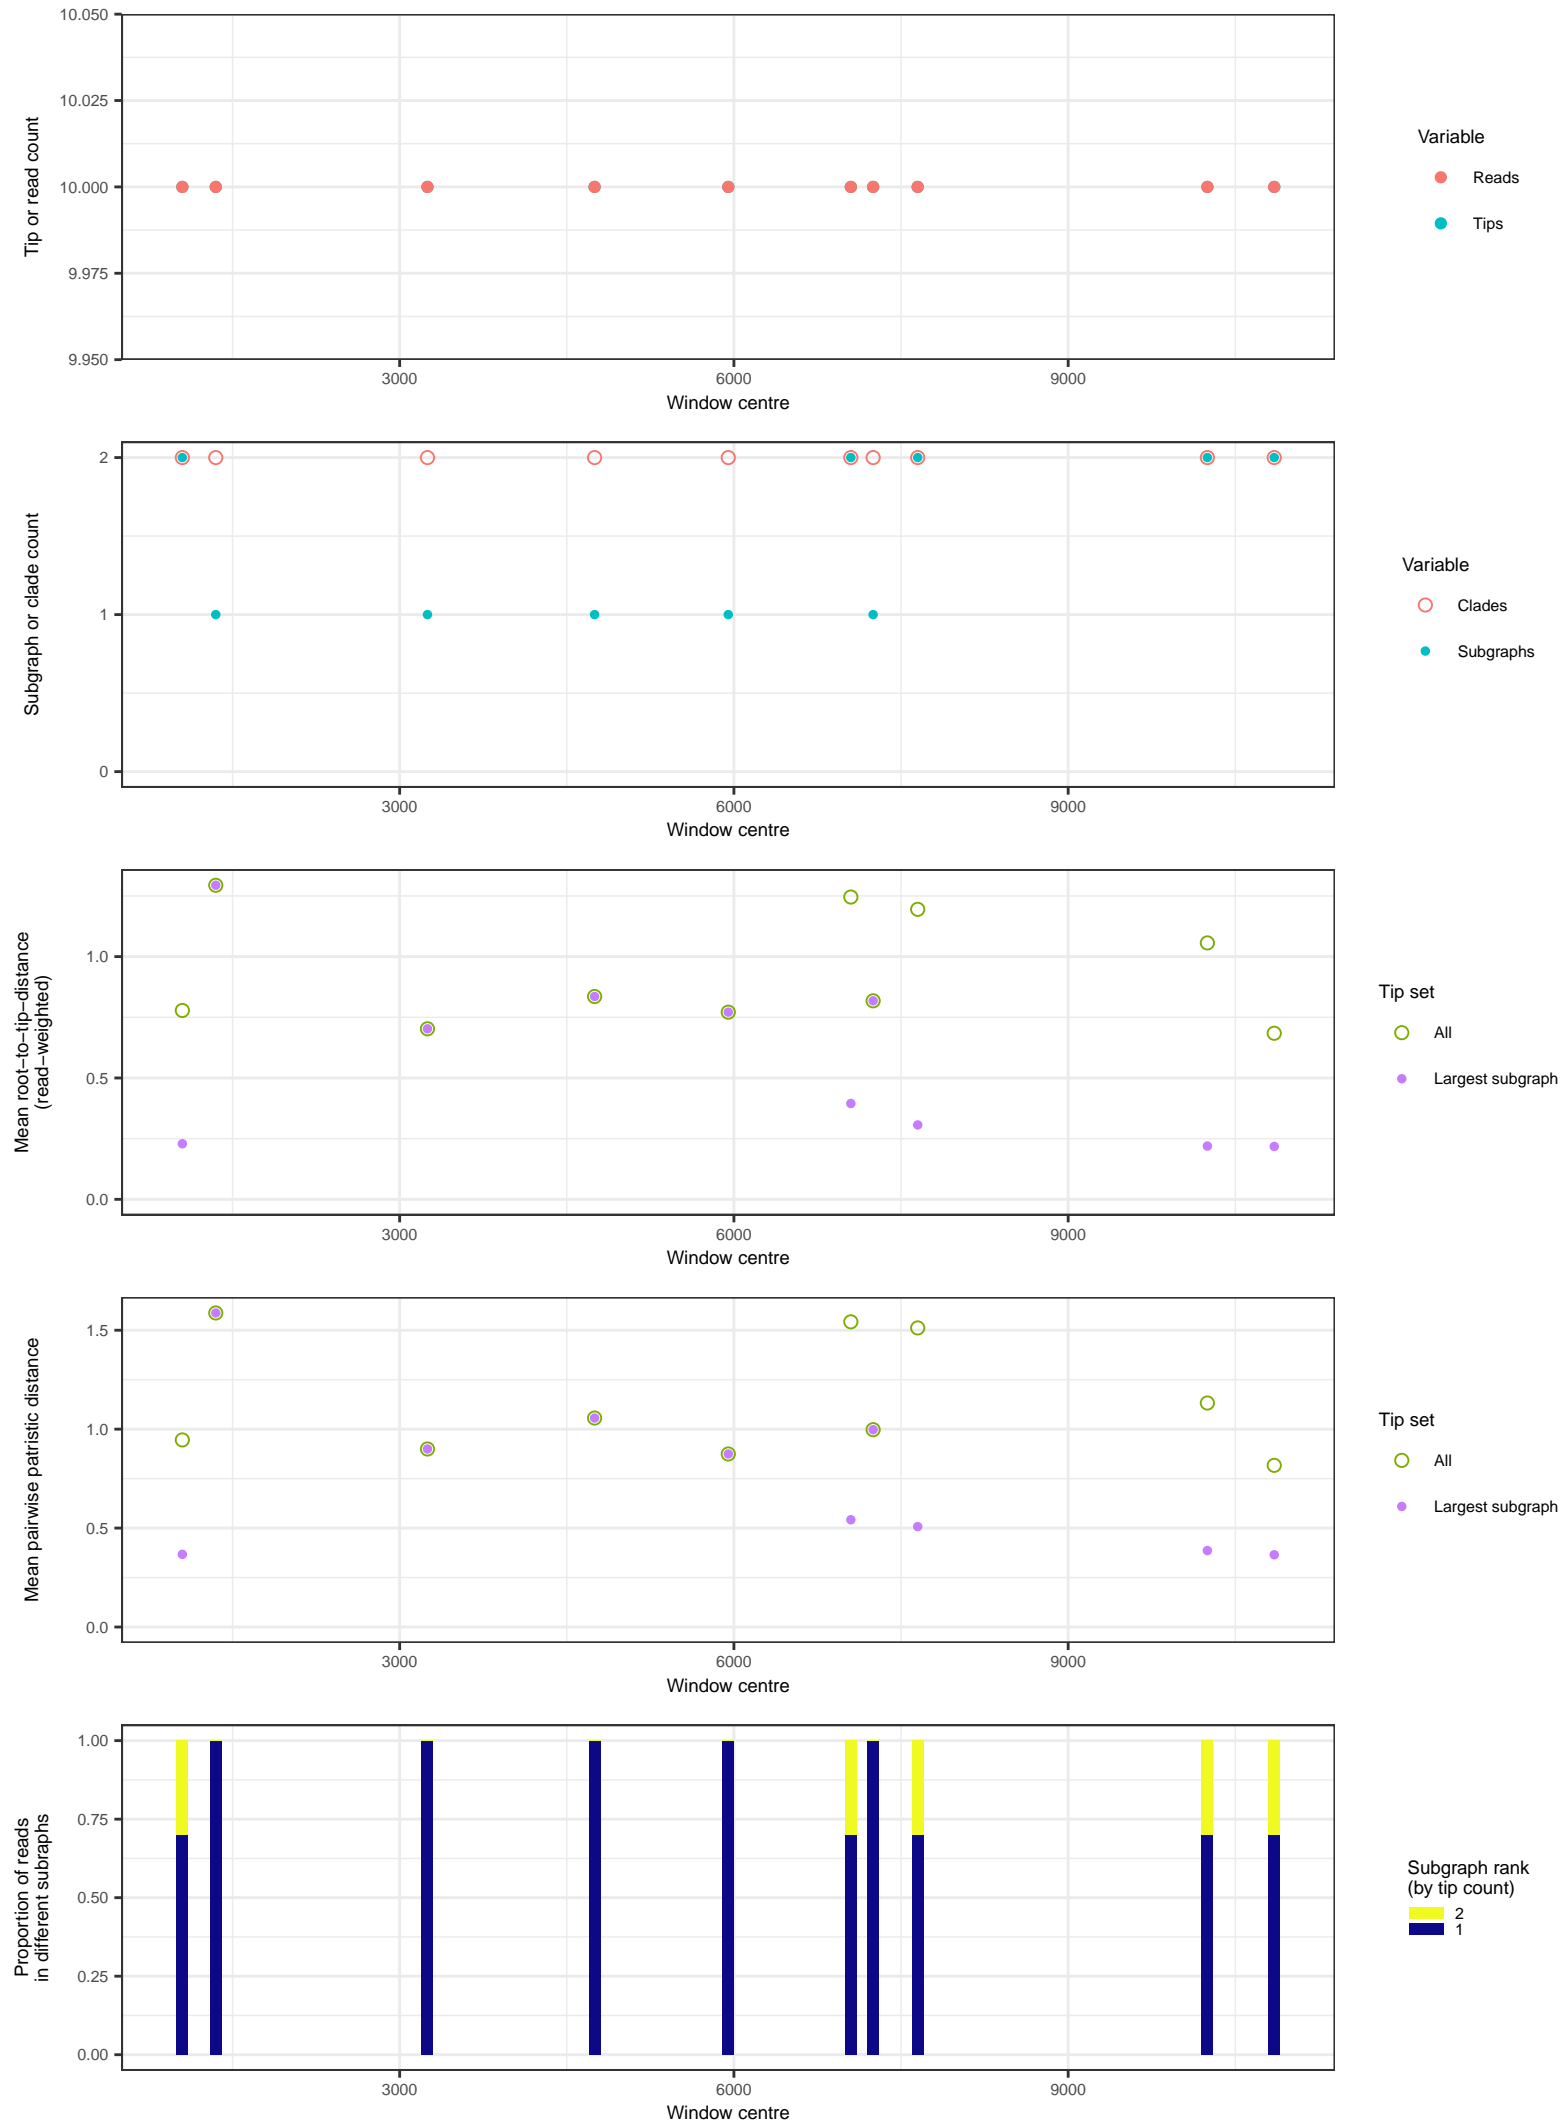 10.050
10.025
10.000
9.975
9.950
Tip or read count
3000 6000 9000
Window centre
Variable
Reads
Tips
2
1
0
Subgraph or clade count
3000 6000 9000
Window centre
Variable
Clades
Subgraphs
1.0
0.5
0.0
Mean root−to−tip−distance
(read−weighted)
3000 6000 9000
Window centre
Tip set
All
Largest subgraph
1.5
1.0
0.5
0.0
Mean pairwise patristic distance
3000 6000 9000
Window centre
Tip set
All
Largest subgraph
1.00
0.75
0.50
0.25
0.00
Proportion of reads
in different subraphs
3000 6000 9000
Window centre
Subgraph rank
(by tip count)
2
1